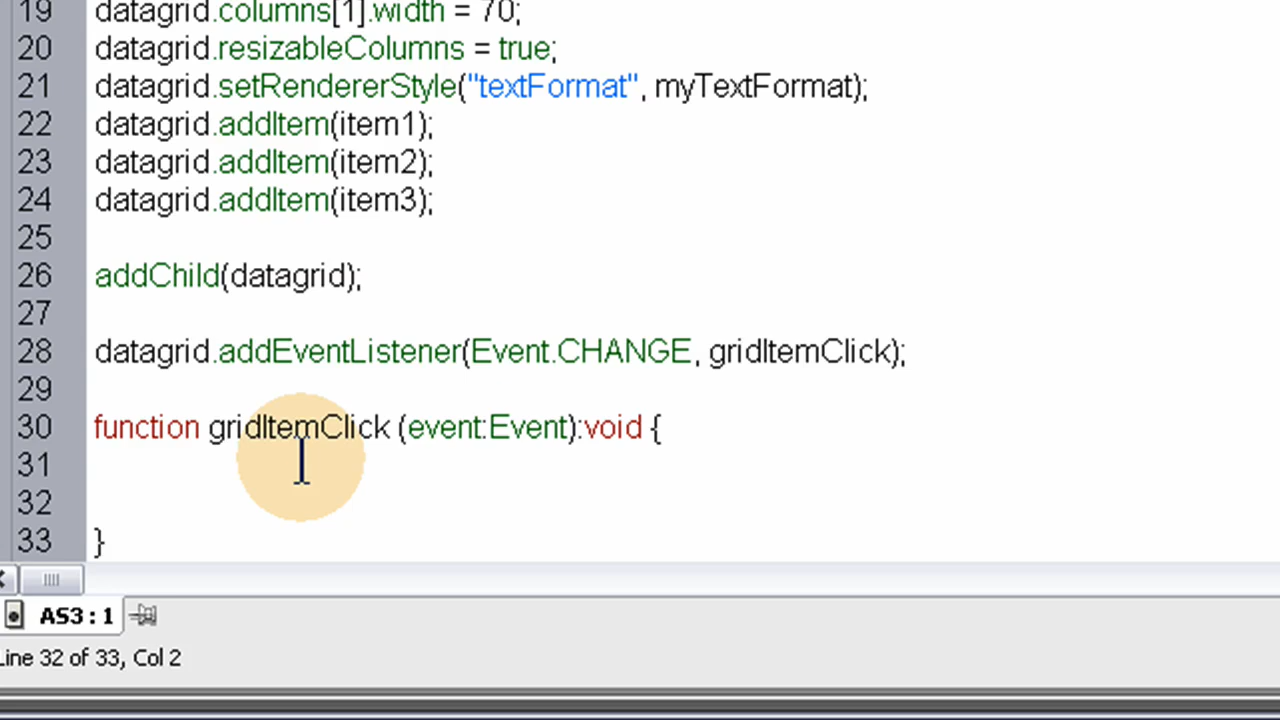 19 datagrid.columns[1].width = 70;
20 datagrid.resizableColumns = true;
21 datagrid.setRendererStyle("textFormat", myTextFormat);
22 datagrid.addItem(item1);
23 datagrid.addItem(item2);
24 datagrid.addItem(item3);
25
26 addChild(datagrid);
27
28 datagrid.addEventListener(Event.CHANGE, gridItemClick);
29
30 function gridItemClick (event:Event):void {
31
32
33 }
AS3 : 1
Line 32 of 33, Col 2